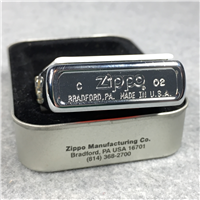 C Zippo 02
BRADFORD, PA. MADE IN U.S.A.
Zippo Manufacturing Co.
Bradford, PA USA 16701
(814) 368-2700